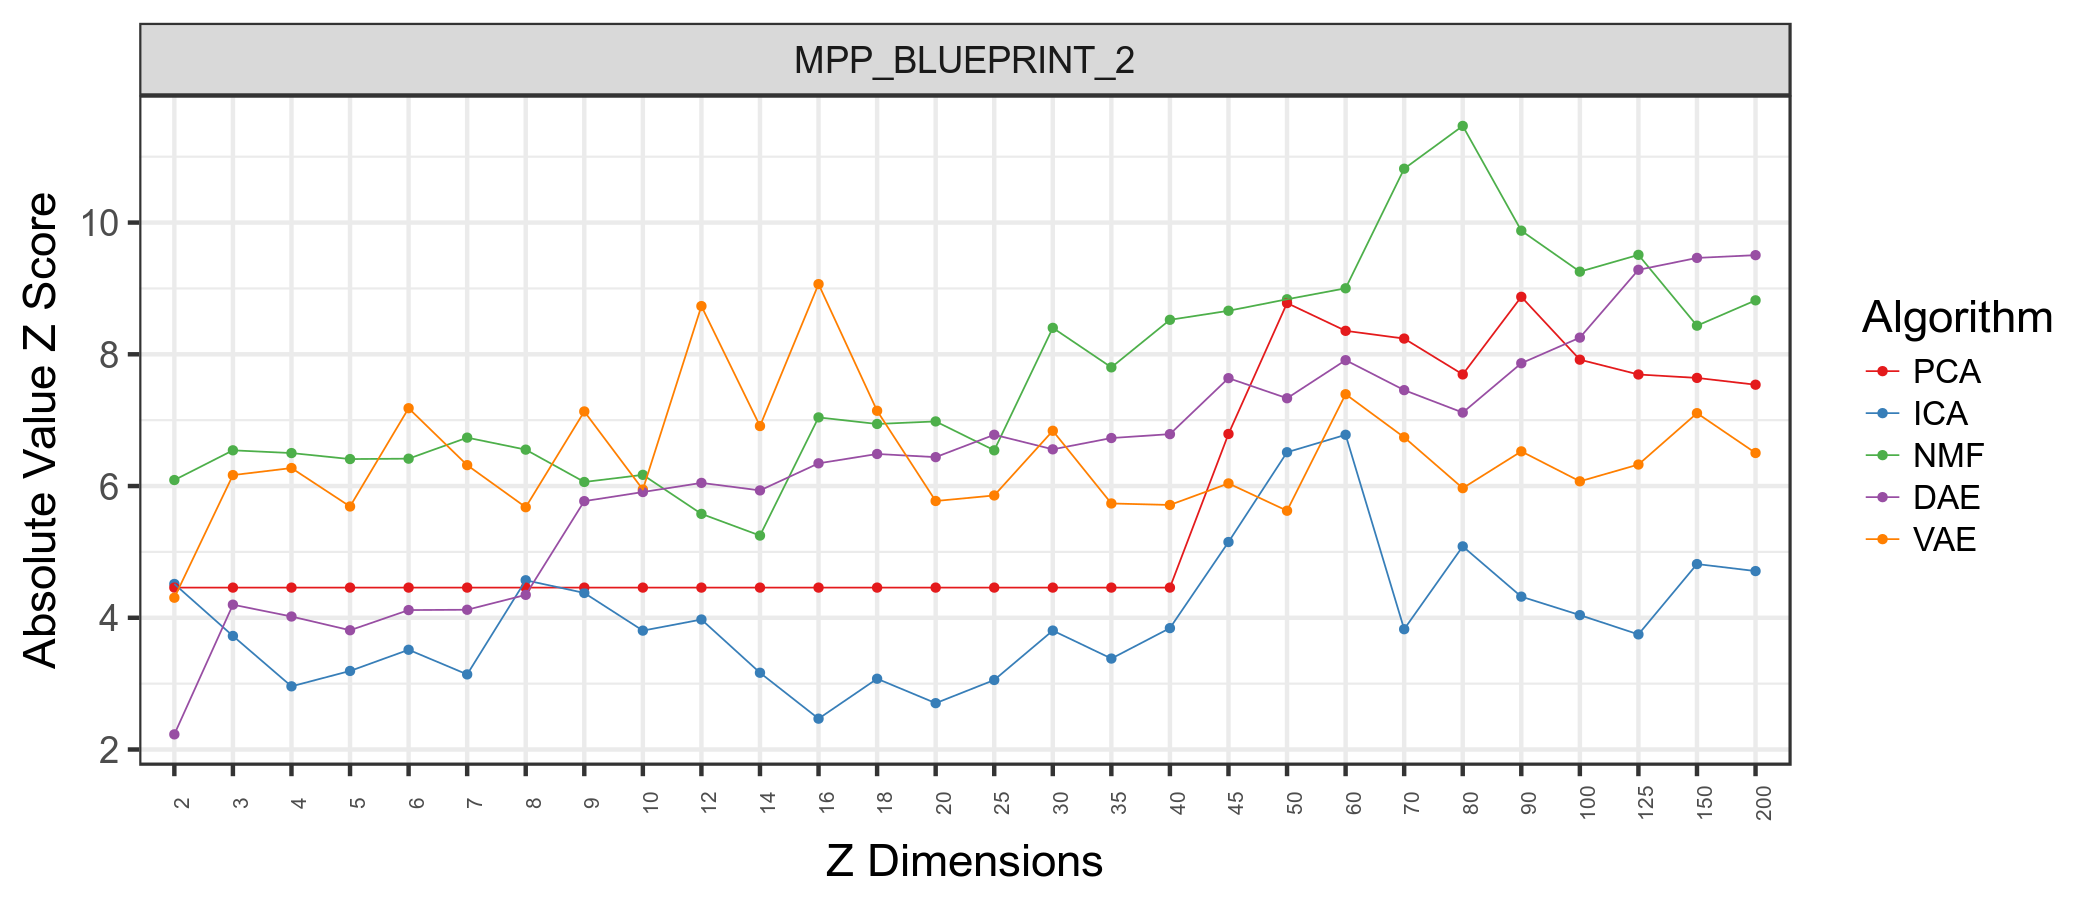 MPP_BLUEPRINT_2
Absolute Value Z Score
10
8
6
4
2
2 3 4 5 6 7 8 9 10 12 14 16 18 20 25 30 35 40 45 50 60 70 80 90 100 125 150 200
Z Dimensions
Algorithm
PCA
ICA
NMF
DAE
VAE